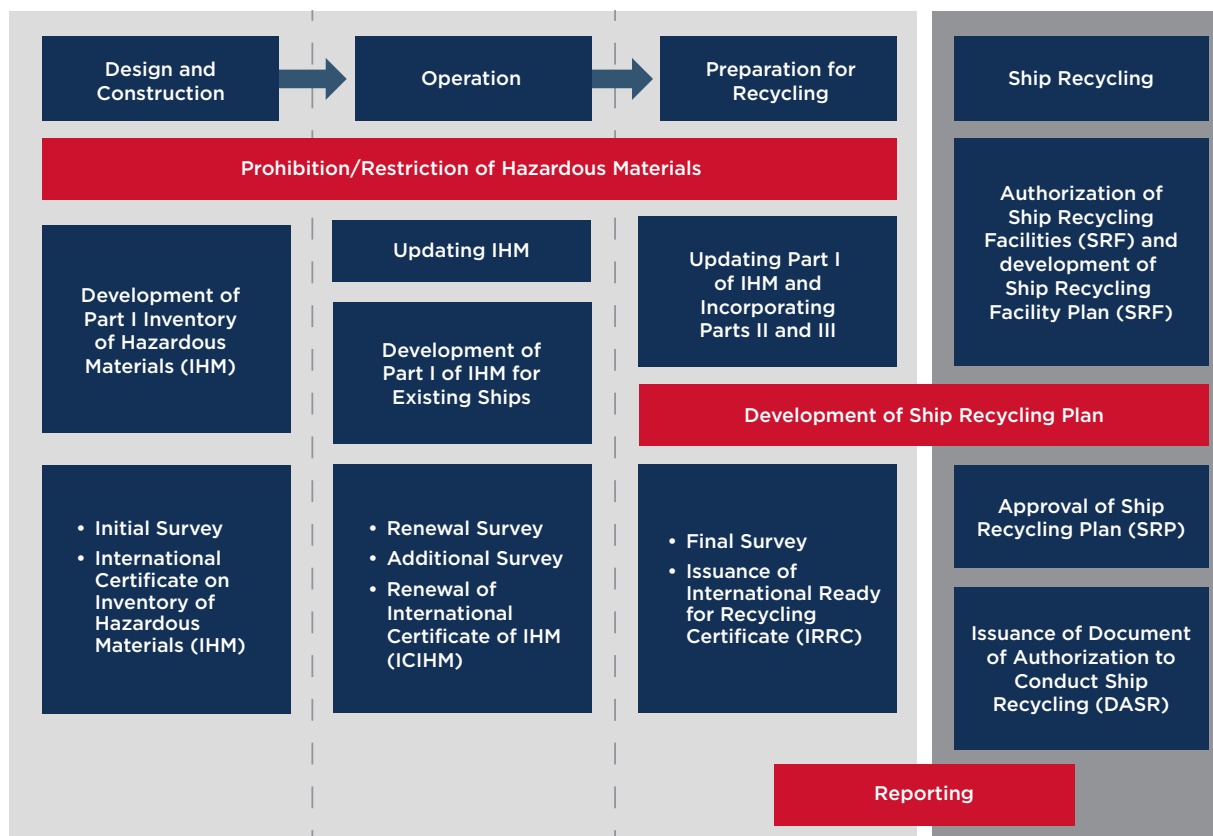 Design and
Construction
Operation
Preparation for
Recycling
Ship Recycling
Prohibition/Restriction of Hazardous Materials
Development of
Part I Inventory
of Hazardous
Materials (IHM)
Updating IHM
Development of
Part I of IHM for
Existing Ships
Updating Part I
of IHM and
Incorporating
Parts II and III
Authorization of
Ship Recycling
Facilities (SRF) and
development of
Ship Recycling
Facility Plan (SRF)
Development of Ship Recycling Plan
• Initial Survey
• International
Certificate on
Inventory of
Hazardous
Materials (IHM)
• Renewal Survey
• Additional Survey
• Renewal of
International
Certificate of IHM
(ICIHM)
• Final Survey
• Issuance of
International Ready
for Recycling
Certificate (IRRC)
Approval of Ship
Recycling Plan (SRP)
Issuance of Document
of Authorization to
Conduct Ship
Recycling (DASR)
Reporting